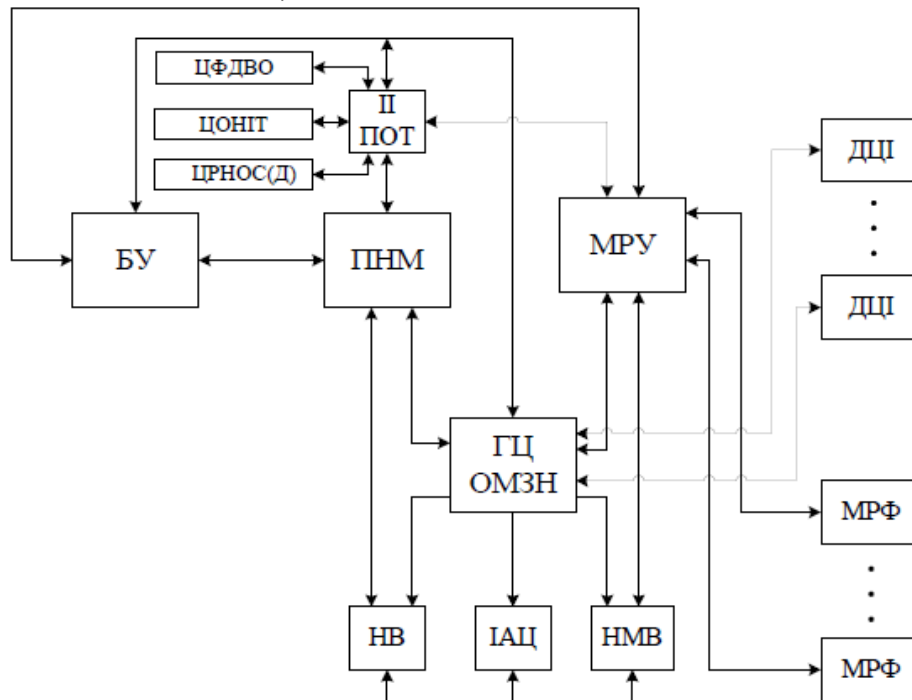 ЦФДВО
ІІ
ПОТ
ЦОНІТ
ЦРНОС(Д)
ДЦІ
БУ
ПНМ
МРУ
ДЦІ
ГЦ
ОМЗН
МРФ
НВ
ІАЦ
НМВ
МРФ